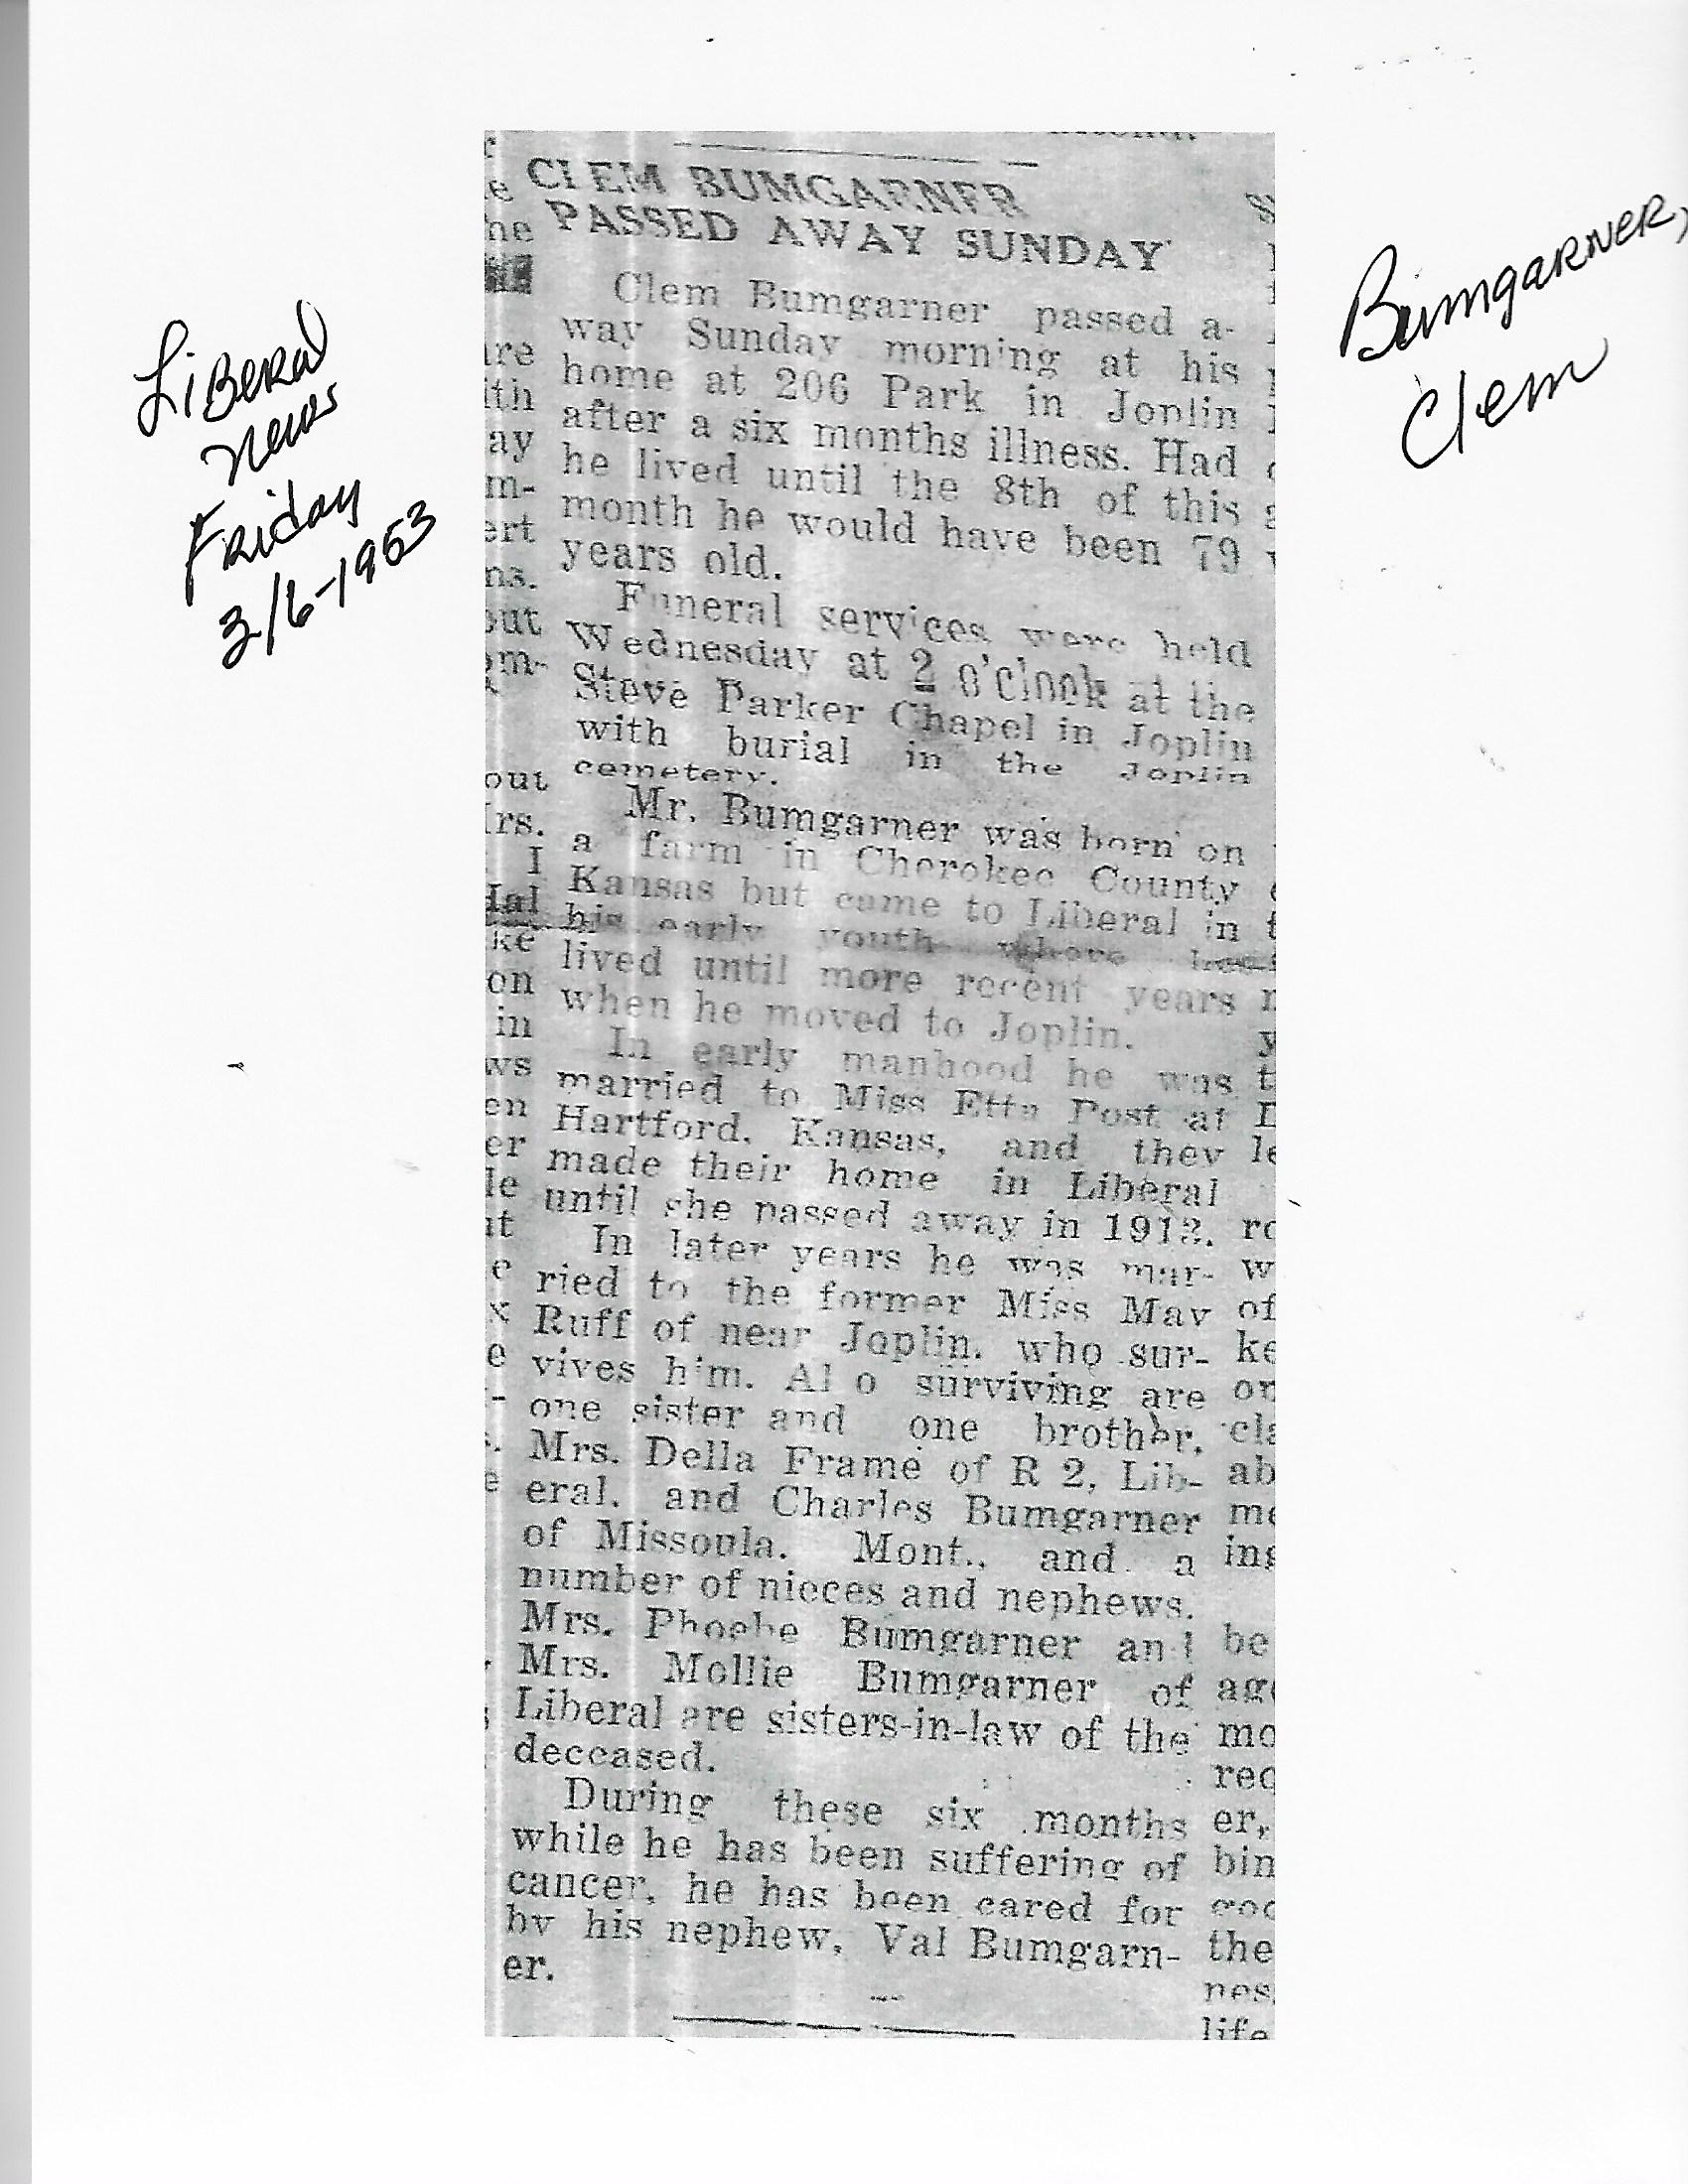 Liberal
News
Friday
3/6-1953
Bumgarner,
Clem
CLEM BUMGARNER
PASSED AWAY SUNDAY
Clem Bumgarner passed a-
way Sunday morning at his
home at 206 Park in Joplin
after a six months illness. Had
he lived until the 8th of this
month he would have been 79
years old.
Funeral services were held
Wednesday at 2 o'clock at the
Steve Parker Chapel in Joplin
with burial in the Joplin
cemetery.
Mr. Bumgarner was born on
a farm in Cherokee County
Kansas but came to Liberal in
his early youth where he
lived until more recent years
when he moved to Joplin.
In early manhood he was
married to Miss Etta Post at
Hartford, Kansas, and they
made their home in Liberal
until she passed away in
In later years he was mar-
ried to the former Miss May
Ruff of near Joplin, who sur-
vives him. Al o surviving are
one sister and one brother,
Mrs. Della Frame of R 2, Lib-
eral, and Charles Bumgarner
of Missoula, Mont., and a
number of nieces and nephews.
Mrs. Phoebe Bumgarner and
Mrs. Mollie Bumgarner of
Liberal are sisters-in-law of the
deceased.
During these six months
while he has been suffering of
cancer, he has been cared for
by his nephew, Val Bumgarn-
er.